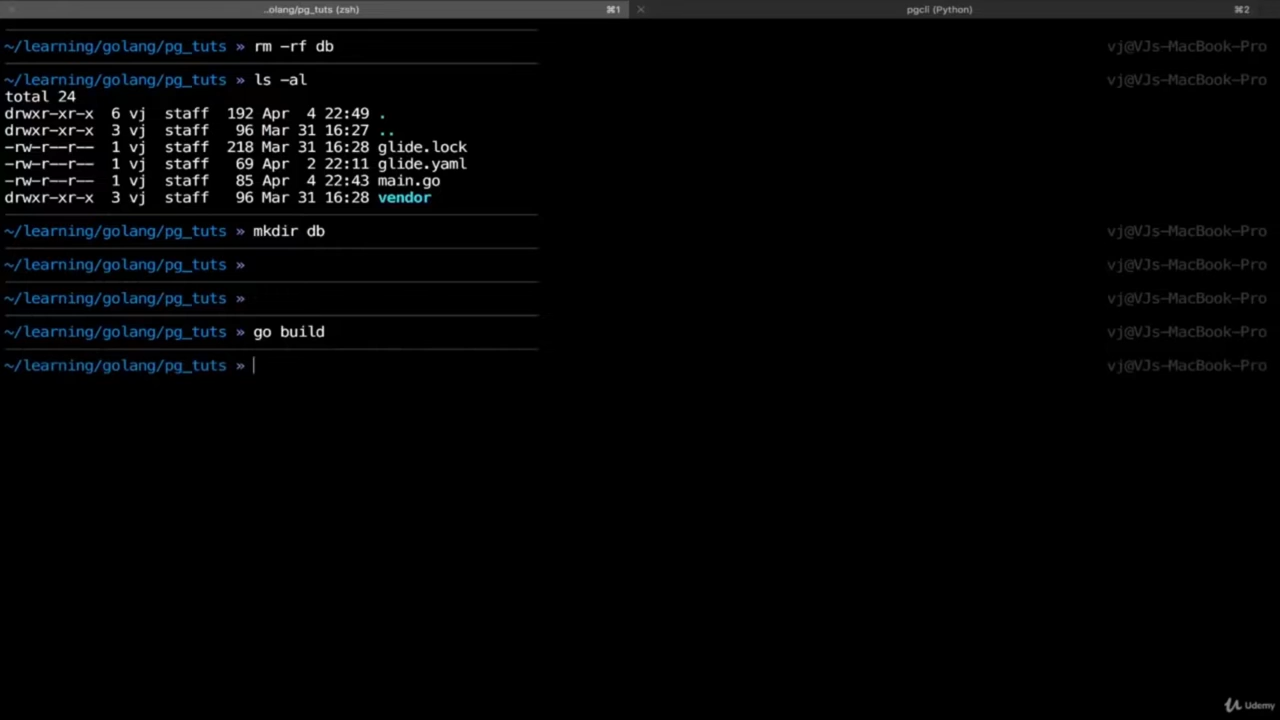 ..olang/pg_tuts (zsh) ⌘1 × pgcli (Python) ⌘2
~/learning/golang/pg_tuts » rm -rf db vj@VJs-MacBook-Pro
~/learning/golang/pg_tuts » ls -al vj@VJs-MacBook-Pro
total 24
drwxr-xr-x 6 vj staff 192 Apr 4 22:49 .
drwxr-xr-x 3 vj staff 96 Mar 31 16:27 ..
-rw-r--r-- 1 vj staff 218 Mar 31 16:28 glide.lock
-rw-r--r-- 1 vj staff 69 Apr 2 22:11 glide.yaml
-rw-r--r-- 1 vj staff 85 Apr 4 22:43 main.go
drwxr-xr-x 3 vj staff 96 Mar 31 16:28 vendor
~/learning/golang/pg_tuts » mkdir db vj@VJs-MacBook-Pro
~/learning/golang/pg_tuts » vj@VJs-MacBook-Pro
~/learning/golang/pg_tuts » vj@VJs-MacBook-Pro
~/learning/golang/pg_tuts » go build vj@VJs-MacBook-Pro
~/learning/golang/pg_tuts » vj@VJs-MacBook-Pro
Udemy